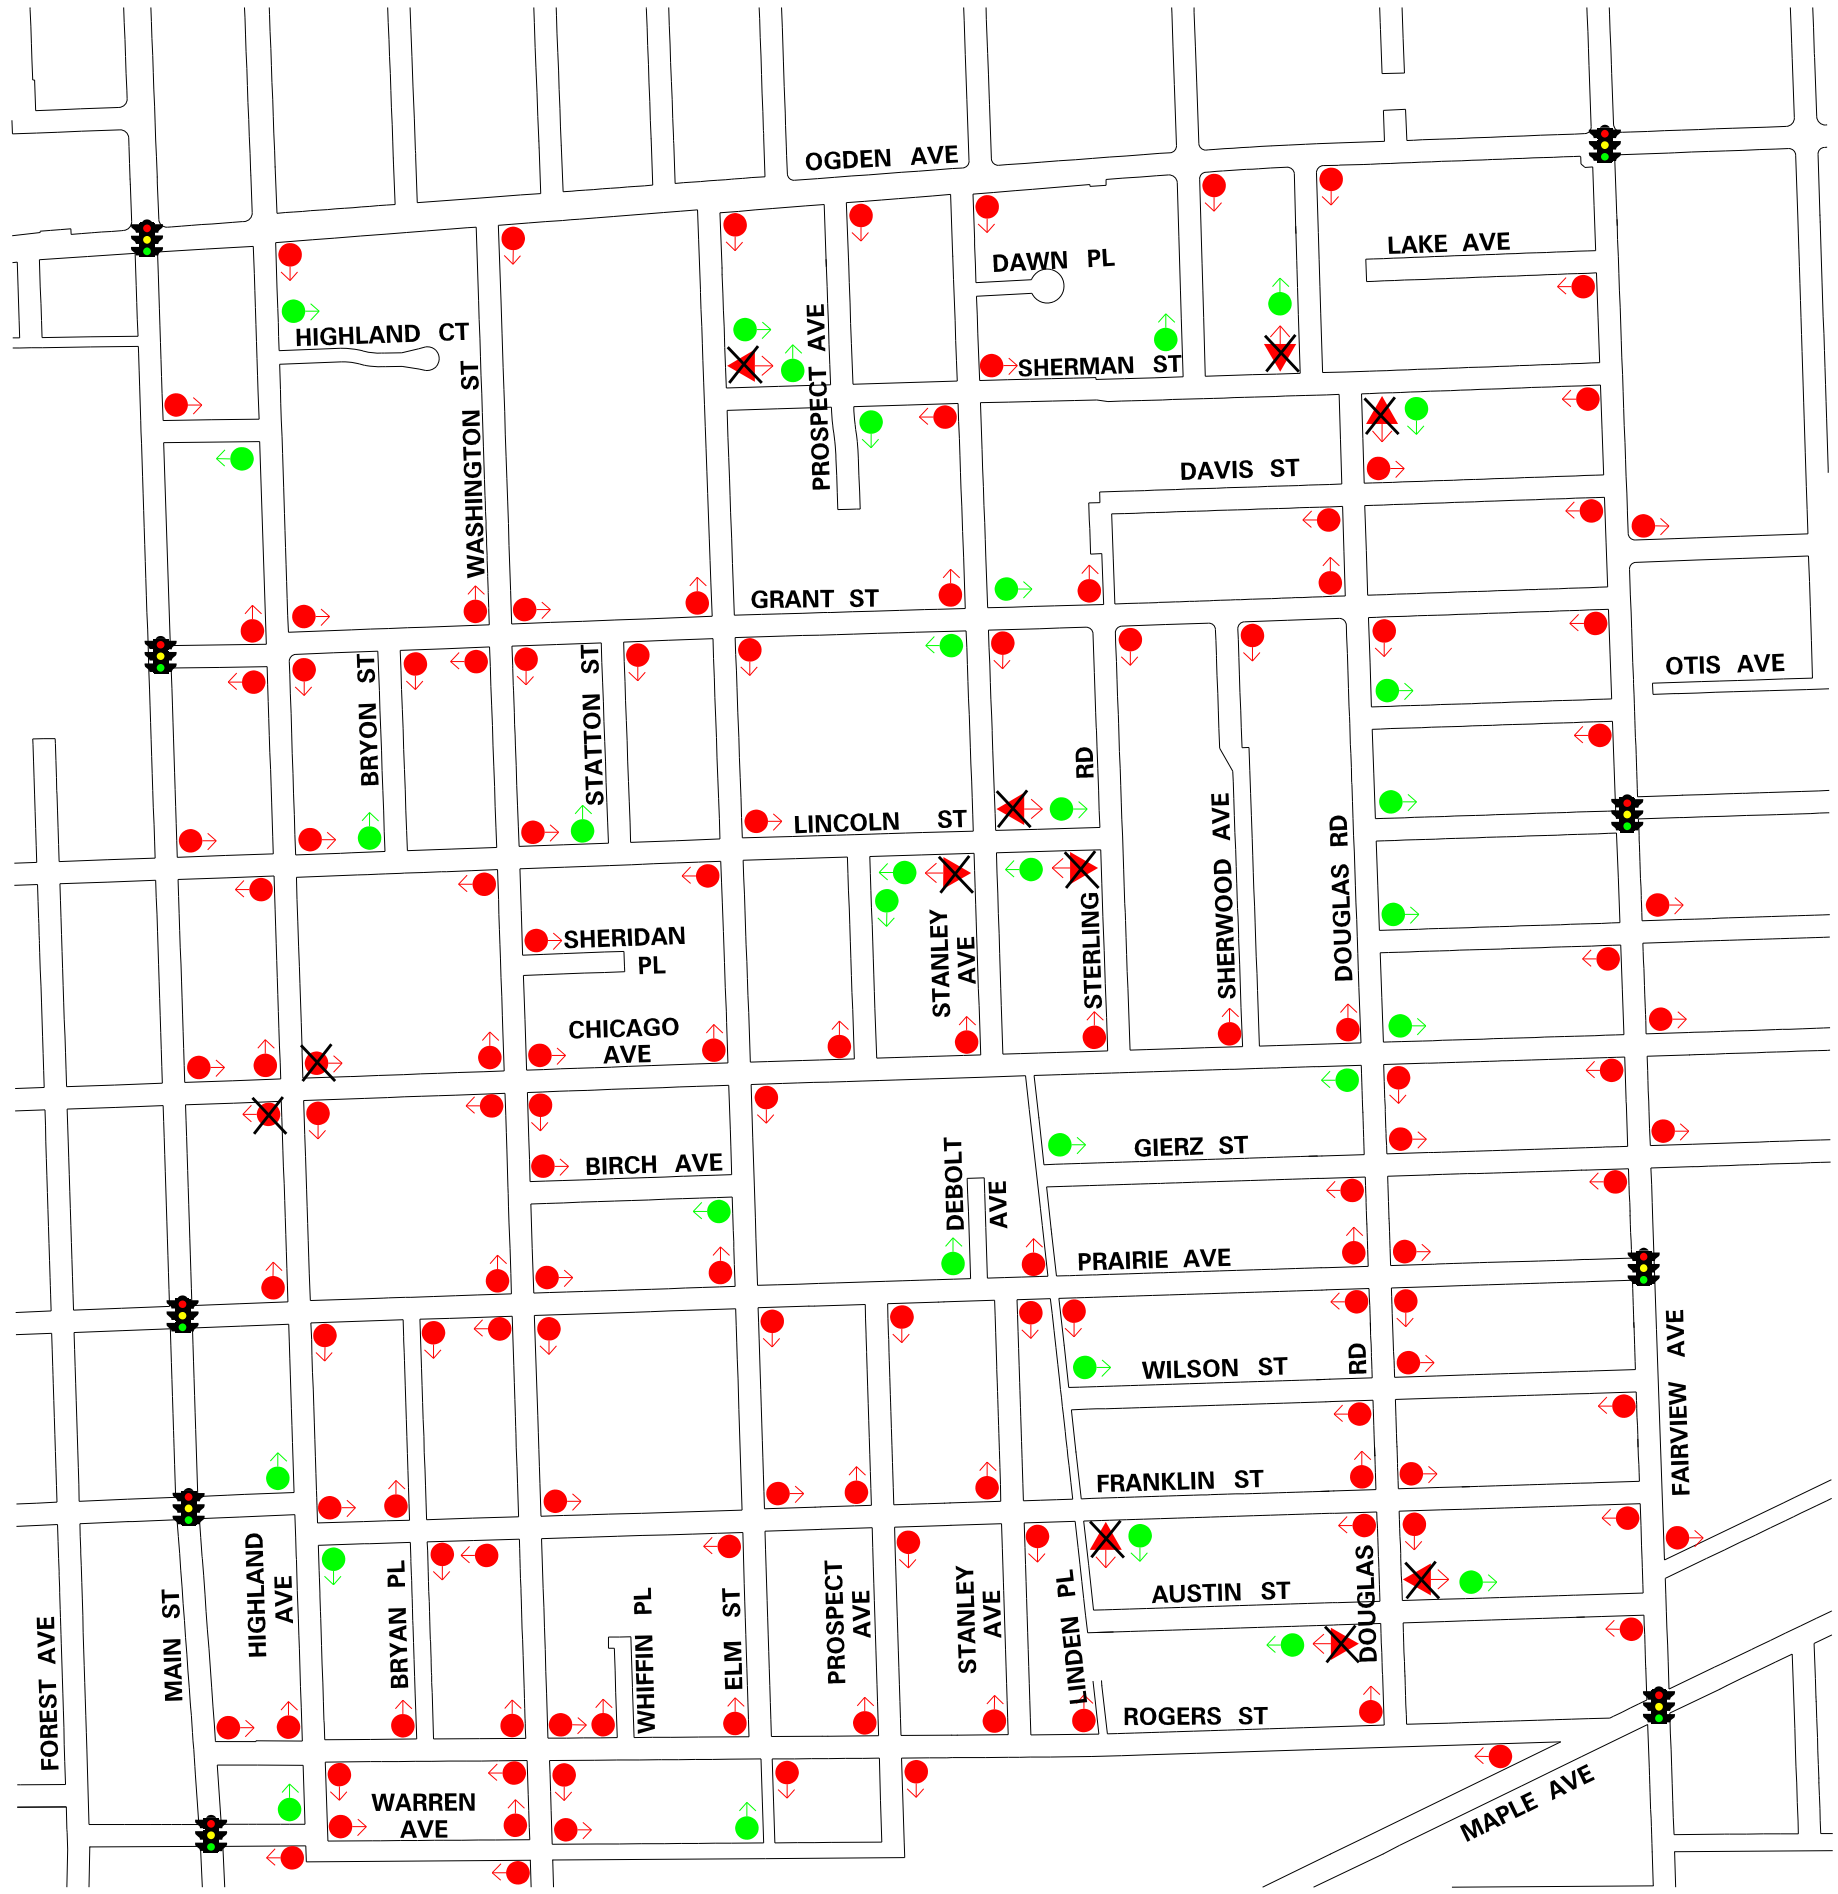 OGDEN AVE
LAKE AVE
DAWN PL
HIGHLAND CT
SHERMAN ST
PROSPECT AVE
WASHINGTON ST
DAVIS ST
GRANT ST
OTIS AVE
BRYON ST
STATTON ST
LINCOLN ST
STERLING RD
SHERWOOD AVE
DOUGLAS RD
STANLEY
AVE
SHERIDAN
PL
CHICAGO
AVE
BIRCH AVE
DEBOLT
AVE
GIERZ ST
PRAIRIE AVE
WILSON ST
FRANKLIN ST
FAIRVIEW AVE
AUSTIN ST
DOUGLAS RD
ROGERS ST
FOREST AVE
MAIN ST
HIGHLAND
AVE
BRYAN PL
WHIFFIN PL
ELM ST
PROSPECT
AVE
STANLEY
AVE
LINDEN PL
WARREN
AVE
MAPLE AVE